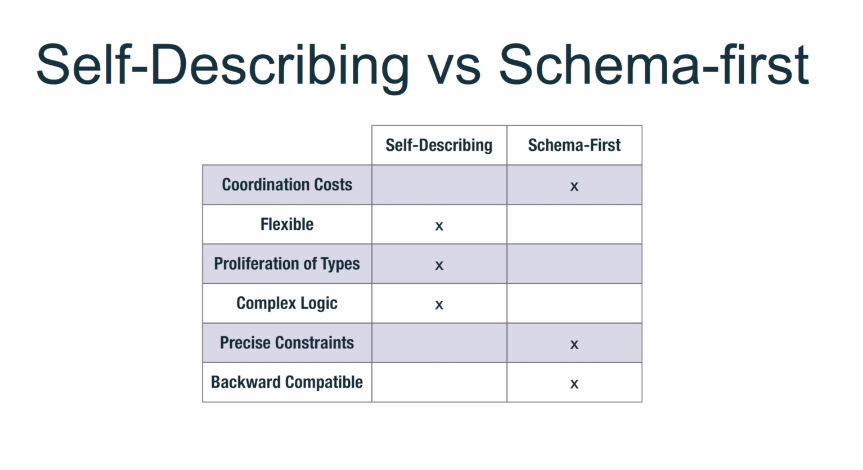 Self-Describing vs Schema-first
Self-Describing Schema-First
Coordination Costs x
Flexible x
Proliferation of Types x
Complex Logic x
Precise Constraints x
Backward Compatible x